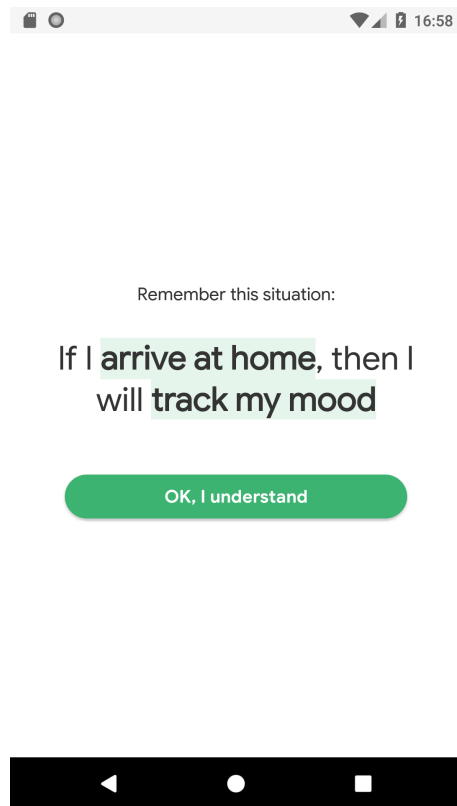 16:58
Remember this situation:
If I arrive at home, then I
will track my mood
OK, I understand